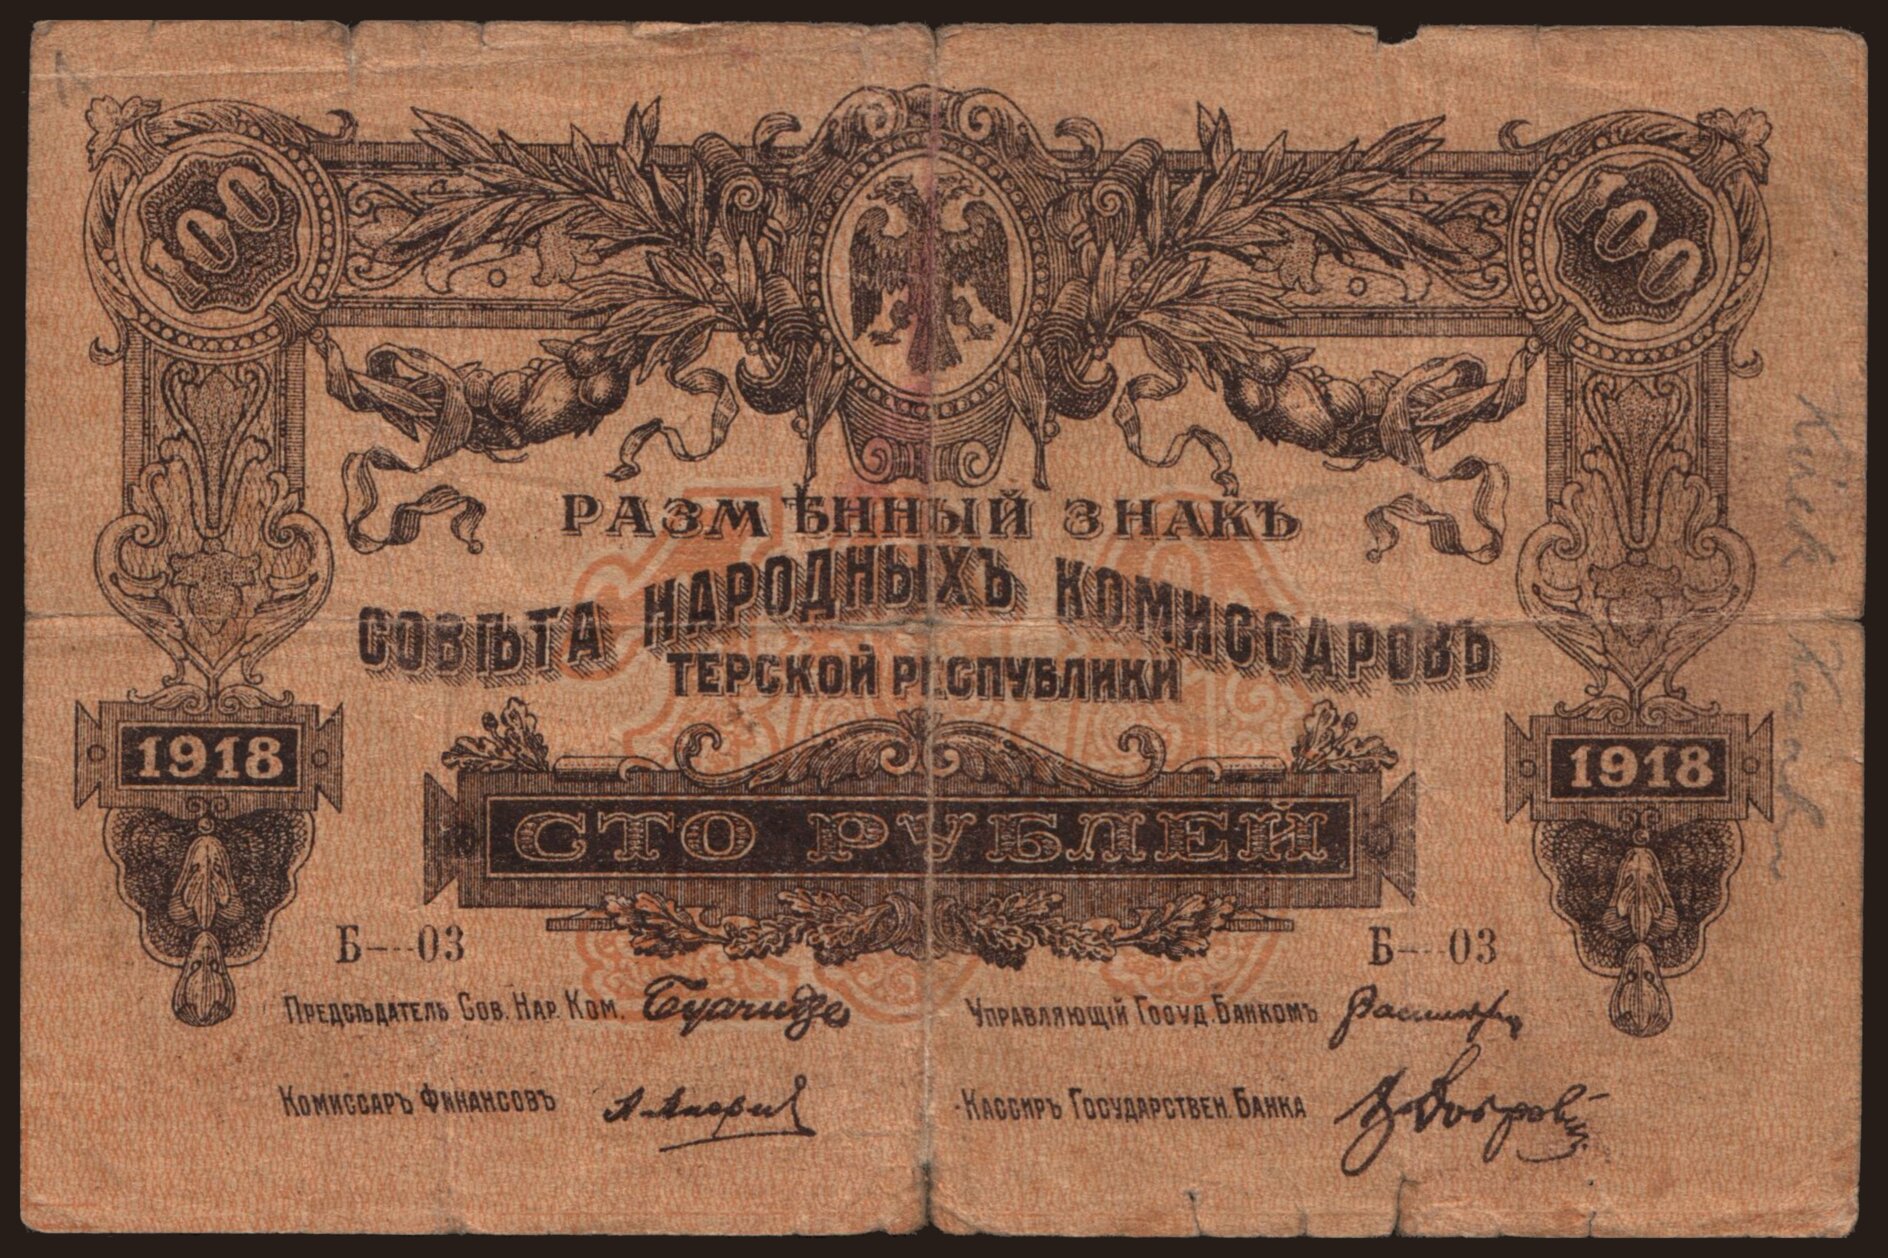 100 100
РАЗМѢННЫЙ ЗНАКЪ
СОВѢТА НАРОДНЫХЪ КОМИССАРОВЪ
ТЕРСКОЙ РЕСПУБЛИКИ
1918 1918
СТО РУБЛЕЙ
Б---03 Б---03
ПРЕДСѢДАТЕЛЬ СОВ. НАР. КОМ. Буачидзе УПРАВЛЯЮЩІЙ ГОСУД. БАНКОМЪ
КОМИССАРЪ ФИНАНСОВЪ КАССИРЪ ГОСУДАРСТВЕН. БАНКА